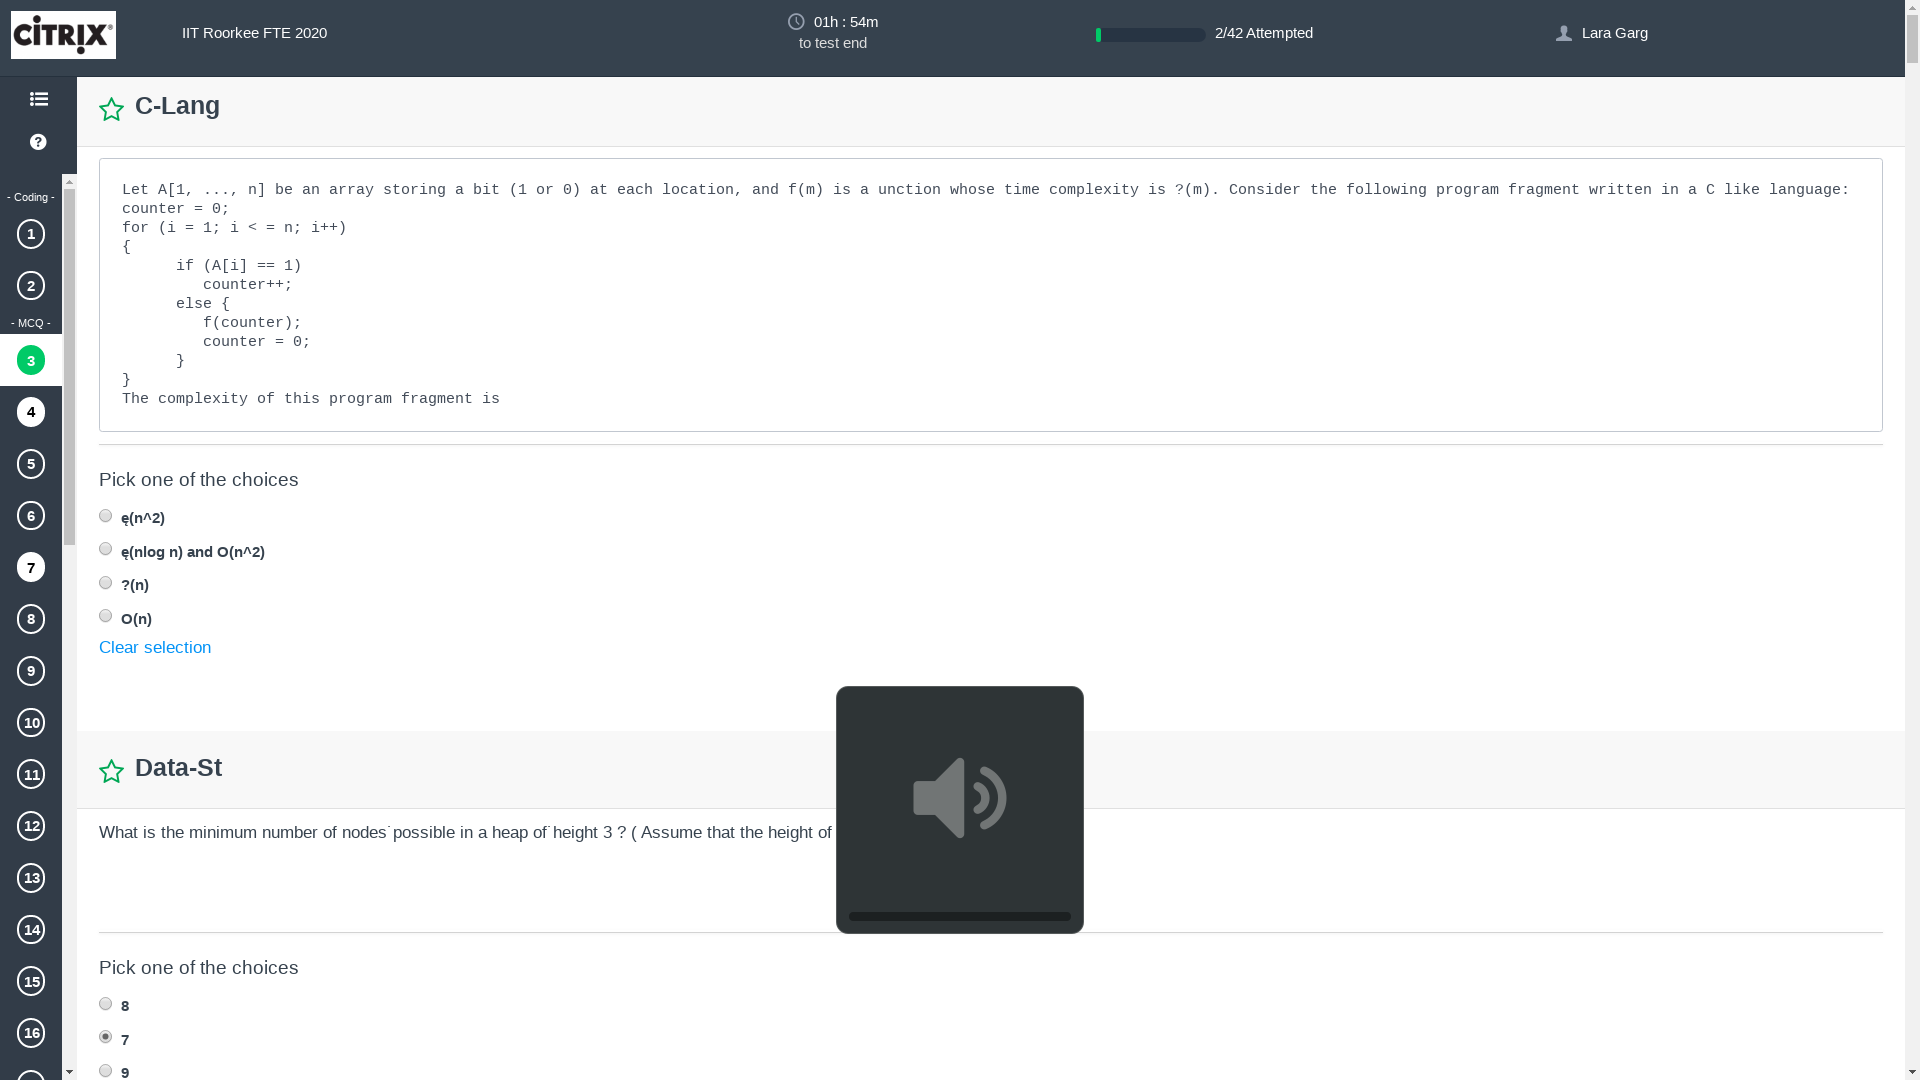 CITRIX
IIT Roorkee FTE 2020
01h : 54m
to test end
2/42 Attempted
Lara Garg
C-Lang
Let A[1, ..., n] be an array storing a bit (1 or 0) at each location, and f(m) is a unction whose time complexity is ?(m). Consider the following program fragment written in a C like language:
counter = 0;
for (i = 1; i < = n; i++)
{
if (A[i] == 1)
counter++;
else {
f(counter);
counter = 0;
}
}
The complexity of this program fragment is
Pick one of the choices
ę(n^2)
ę(nlog n) and O(n^2)
?(n)
O(n)
Clear selection
Data-St
What is the minimum number of nodes˙possible in a heap of˙height 3 ? ( Assume that the height of
Pick one of the choices
8
7
9
- Coding -
1
2
- MCQ -
3
4
5
6
7
8
9
10
11
12
13
14
15
16